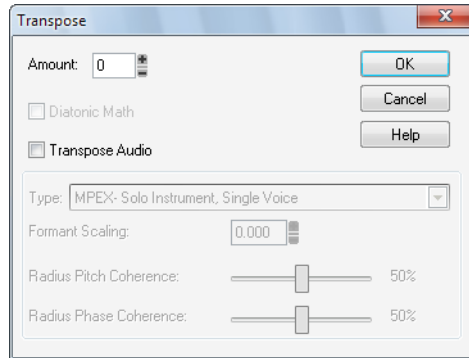 Transpose
Amount: 0
OK
Cancel
Diatonic Math
Help
Transpose Audio
Type: MPEX- Solo Instrument, Single Voice
Formant Scaling: 0.000
Radius Pitch Coherence: 50%
Radius Phase Coherence: 50%